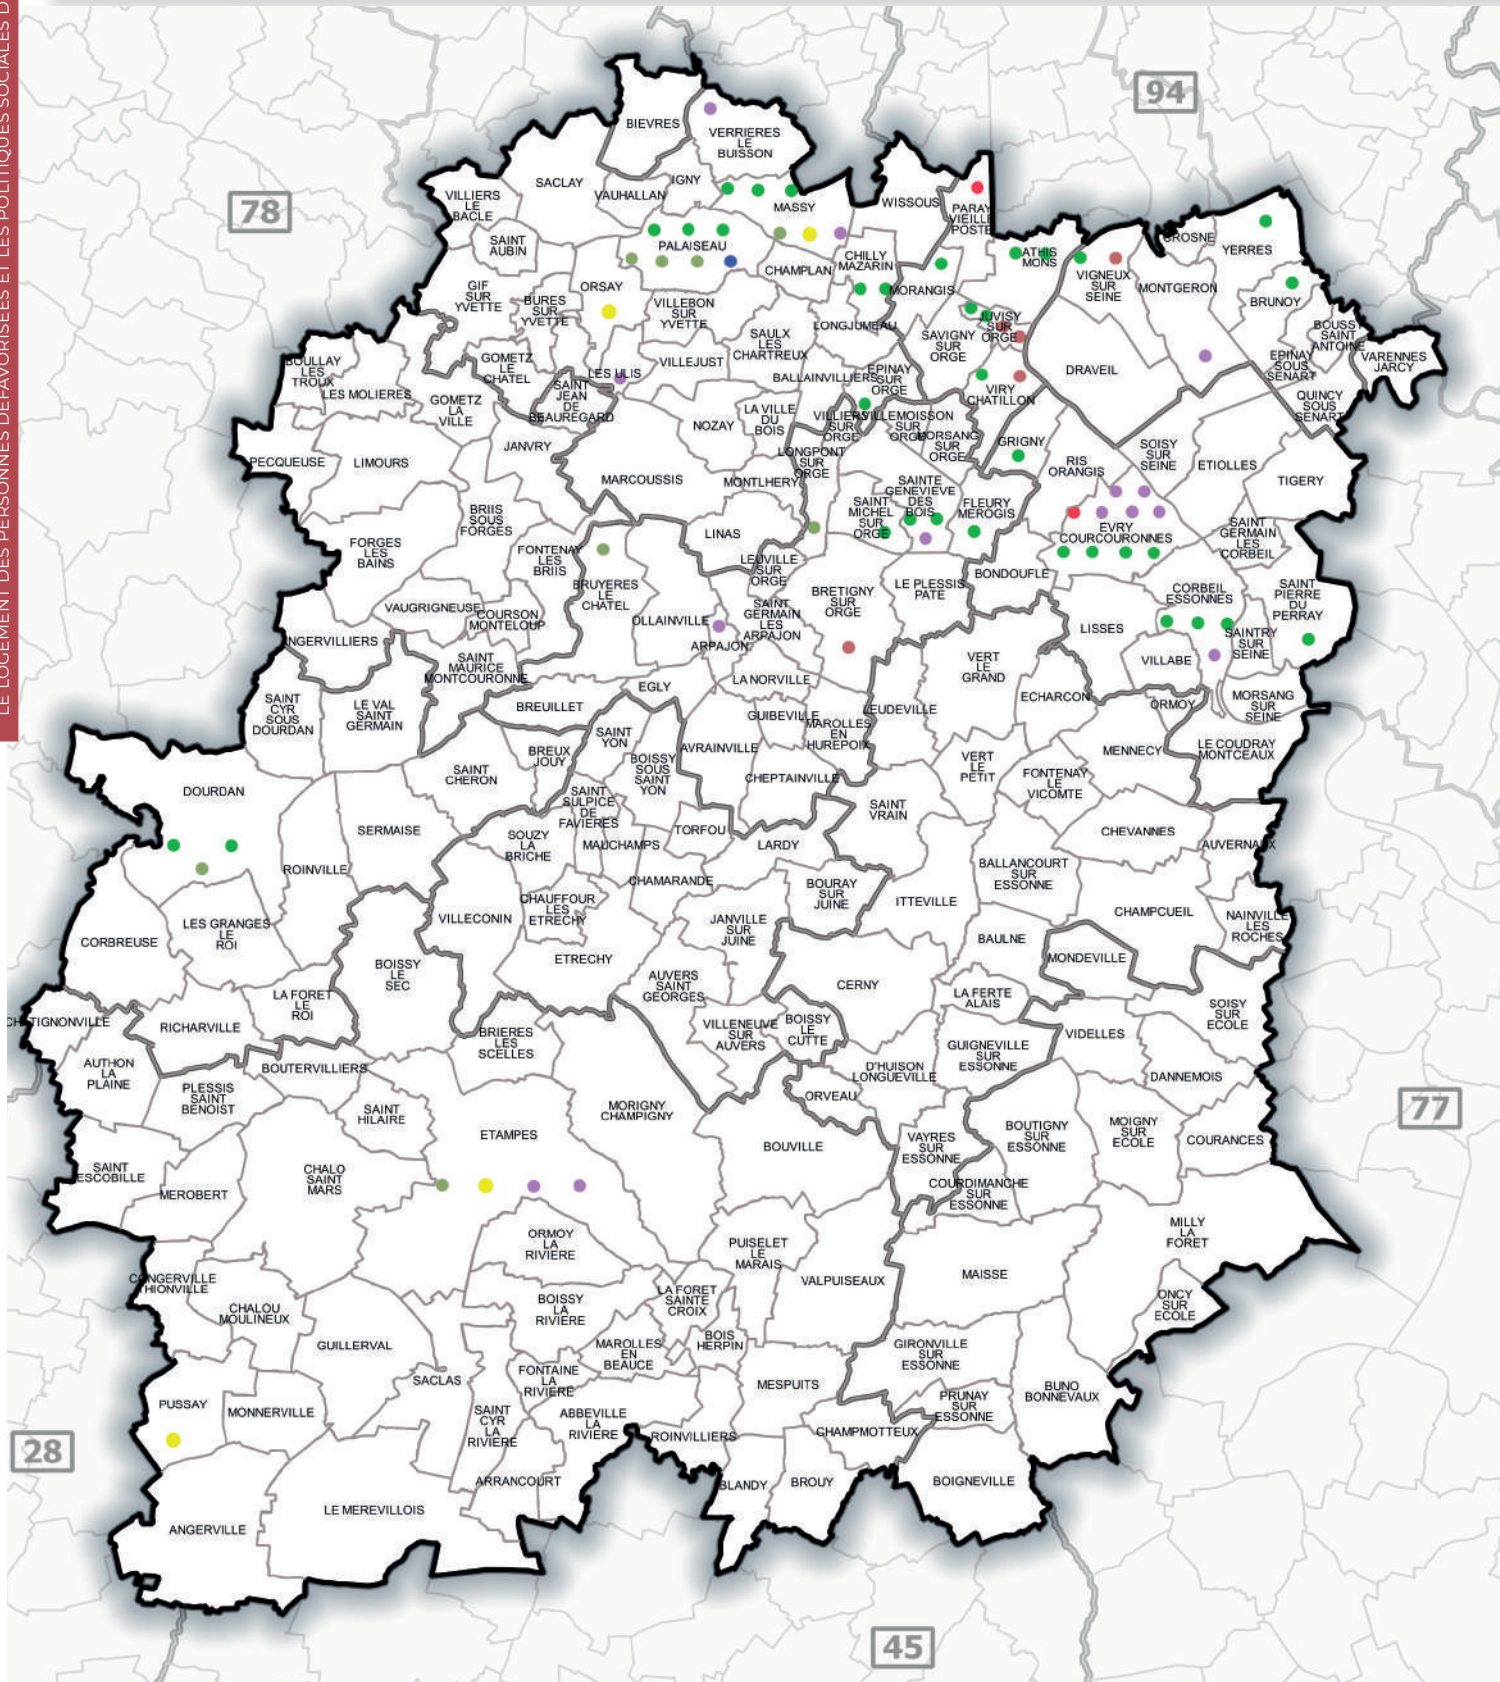 LE LOGEMENT DES PERSONNES DÉFAVORISÉES ET LES POLITIQUES SOCIALES D
94
78
BIEVRES
VERRIERES
LE
BUISSON
SACLAY
IGNY
VAUHALLAN
VILLIERS
LE
BACLE
MASSY
WISSOUS
PARAY
VIEILLE
POSTE
SAINT
AUBIN
PALAISEAU
CHAMPLAN
CHILLY
MAZARIN
ATHIS
MONS
CROSNE
YERRES
GIF
SUR
YVETTE
BURES
SUR
YVETTE
ORSAY
VILLEBON
SUR
YVETTE
MORANGIS
VIGNEUX
SUR
SEINE
MONTGERON
BRUNOY
SAULX
LES
CHARTREUX
LONGJUMEAU
JUVISY
SUR
ORGE
SAVIGNY
SUR
ORGE
BOUSS
SAINT
ANTOINE
EPINAY
SOUS
SENART
VARENNES
JARCY
BOULLAY
LES
TROUX
GOMETZ
LE
CHATEL
LES ULIS
VILLEJUST
BALLAINVILLIERS
EPINAY
SUR
ORGE
DRAVEIL
VIRY
CHATILLON
LES MOLIERES
GOMETZ
LA
VILLE
SAINT
JEAN
DE
BEAUREGARD
QUINCY
SOUS
SENART
NOZAY
LA VILLE
DU
BOIS
VILLIERS
SUR
ORGE
VILLEMOISSON
SUR
ORGE
MORSANG
SUR
ORGE
GRIGNY
JANVRY
PECQUEUSE
LIMOURS
LONGPONT
SUR
ORGE
RIS
ORANGIS
SOISY
SUR
SEINE
ETIOLLES
TIGERY
MARCOUSSIS
MONTLHERY
SAINTE
GENEVIEVE
DES
BOIS
SAINT
MICHEL
SUR
ORGE
FLEURY
MEROGIS
BRIIS
SOUS
FORGES
LINAS
EVRY
COURCOURONNES
SAINT
GERMAIN
LES
CORBEIL
FORGES
LES
BAINS
FONTENAY
LES
BRIIS
LEUVILLE
SUR
ORGE
BONDOUFLE
BRUYERES
LE
CHATEL
BRETIGNY
SUR
ORGE
LE PLESSIS
PATE
CORBEIL
ESSONNES
SAINT
PIERRE
DU
PERRAY
VAUGRIGNEUSE
COURSON
MONTELOUP
OLLAINVILLE
SAINT
GERMAIN
LES
ARPAJON
LISSES
ANGERVILLIERS
ARPAJON
SAINTRY
SUR
SEINE
SAINT
MAURICE
MONTCOURONNE
VERT
LE
GRAND
VILLABE
LA NORVILLE
EGLY
ECHARCON
ORMOY
MORSANG
SUR
SEINE
SAINT
CYR
SOUS
DOURDAN
LE VAL
SAINT
GERMAIN
BREUILLET
GUIBEVILLE
MAROLLES
EN
HUREPOIX
LEUDEVILLE
SAINT
YON
AVRAINVILLE
BREUX
JOUY
BOISSY
SOUS
SAINT
YON
MENNECY
LE COUDRAY
MONTCEAUX
SAINT
CHERON
CHEPTAINVILLE
VERT
LE
PETIT
FONTENAY
LE
VICOMTE
DOURDAN
SAINT
SULPICE
DE
FAVIERES
SAINT
VRAIN
SERMAISE
SOUZY
LA
BRICHE
MAUCHAMPS
TORFOU
LARDY
CHEVANNES
AUVERNAUX
ROINVILLE
CHAMARANDE
BALLANCOURT
SUR
ESSONNE
BOURAY
SUR
JUINE
ITTEVILLE
CHAUFFOUR
LES
ETRECHY
VILLECONIN
CHAMPCUEIL
NAINVILLE
LES
ROCHES
LES GRANGES
LE
ROI
JANVILLE
SUR
JUINE
CORBREUSE
BAULNE
ETRECHY
MONDEVILLE
BOISSY
LE
SEC
AUVERS
SAINT
GEORGES
CERNY
LA FERTE
ALAIS
LA FORET
LE
ROI
CHATIGNONVILLE
RICHARVILLE
SOISY
SUR
ECOLE
VILLENEUVE
SUR
AUVERS
BOISSY
LE
CUTTE
VIDELLES
BRIERES
LES
SCELLES
GUIGNEVILLE
SUR
ESSONNE
AUTHON
LA
PLAINE
BOUTERVILLIERS
D'HUISON
LONGUEVILLE
DANNEMOIS
PLESSIS
SAINT
BENOIST
ORVEAU
SAINT
HILAIRE
MORIGNY
CHAMPIGNY
77
ETAMPES
BOUVILLE
VAYRES
SUR
ESSONNE
BOUTIGNY
SUR
ESSONNE
MOIGNY
SUR
ECOLE
COURANCES
SAINT
ESCOBILLE
MEROBERT
CHALO
SAINT
MARS
COURDIMANCHE
SUR
ESSONNE
MILLY
LA
FORET
ORMOY
LA
RIVIERE
PUISELET
LE
MARAIS
VALPUISEAUX
MAISSE
CONGERVILLE
THIONVILLE
CHALOU
MOULINEUX
BOISSY
LA
RIVIERE
LA FORET
SAINTE
CROIX
ONCY
SUR
ECOLE
GUILLERVAL
MAROLLES
EN
BEAUCE
BOIS
HERPIN
GIRONVILLE
SUR
ESSONNE
SACLAS
FONTAINE
LA
RIVIERE
MESPUITS
BUNO
BONNEVAUX
PUSSAY
MONNERVILLE
PRUNAY
SUR
ESSONNE
SAINT
CYR
LA
RIVIERE
ABBEVILLE
LA
RIVIERE
ROINVILLIERS
CHAMPMOTTEUX
28
ARRANCOURT
BLANDY
BROUY
BOIGNEVILLE
LE MEREVILLOIS
ANGERVILLE
45